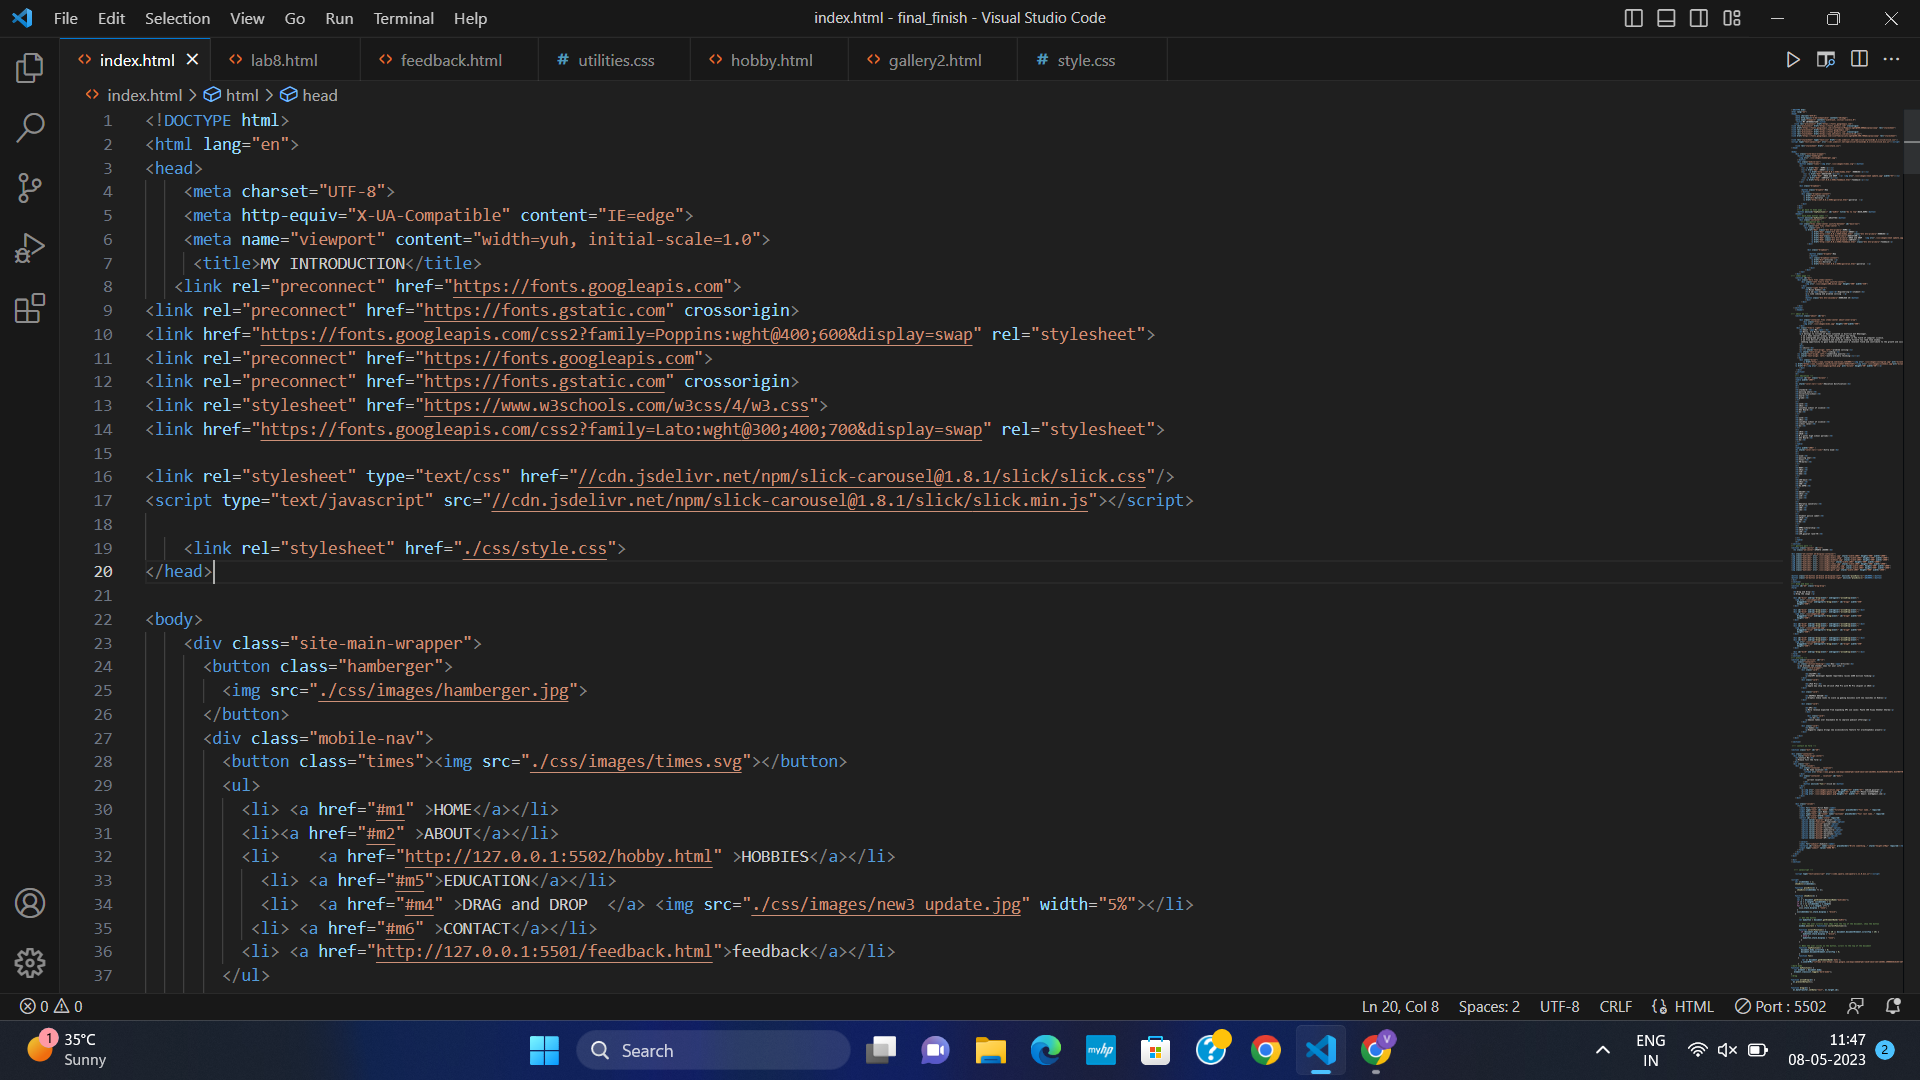 File Edit Selection View Go Run Terminal Help
index.html - final_finish - Visual Studio Code
index.html lab8.html feedback.html # utilities.css hobby.html gallery2.html # style.css
index.html > html > head
1 <!DOCTYPE html>
2 <html lang="en">
3 <head>
4 <meta charset="UTF-8">
5 <meta http-equiv="X-UA-Compatible" content="IE=edge">
6 <meta name="viewport" content="width=yuh, initial-scale=1.0">
7 <title>MY INTRODUCTION</title>
8 <link rel="preconnect" href="https://fonts.googleapis.com">
9 <link rel="preconnect" href="https://fonts.gstatic.com" crossorigin>
10 <link href="https://fonts.googleapis.com/css2?family=Poppins:wght@400;600&display=swap" rel="stylesheet">
11 <link rel="preconnect" href="https://fonts.googleapis.com">
12 <link rel="preconnect" href="https://fonts.gstatic.com" crossorigin>
13 <link rel="stylesheet" href="https://www.w3schools.com/w3css/4/w3.css">
14 <link href="https://fonts.googleapis.com/css2?family=Lato:wght@300;400;700&display=swap" rel="stylesheet">
15
16 <link rel="stylesheet" type="text/css" href="//cdn.jsdelivr.net/npm/slick-carousel@1.8.1/slick/slick.css"/>
17 <script type="text/javascript" src="//cdn.jsdelivr.net/npm/slick-carousel@1.8.1/slick/slick.min.js"></script>
18
19 <link rel="stylesheet" href="./css/style.css">
20 </head>
21
22 <body>
23 <div class="site-main-wrapper">
24 <button class="hamberger">
25 <img src="./css/images/hamberger.jpg">
26 </button>
27 <div class="mobile-nav">
28 <button class="times"><img src="./css/images/times.svg"></button>
29 <ul>
30 <li> <a href="#m1" >HOME</a></li>
31 <li><a href="#m2" >ABOUT</a></li>
32 <li> <a href="http://127.0.0.1:5502/hobby.html" >HOBBIES</a></li>
33 <li> <a href="#m5">EDUCATION</a></li>
34 <li> <a href="#m4" >DRAG and DROP </a> <img src="./css/images/new3 update.jpg" width="5%"></li>
35 <li> <a href="#m6" >CONTACT</a></li>
36 <li> <a href="http://127.0.0.1:5501/feedback.html">feedback</a></li>
37 </ul>
0 0 Ln 20, Col 8 Spaces: 2 UTF-8 CRLF {} HTML Port : 5502
1 35°C
Sunny
Search
myhp
V
ENG
IN
11:47
08-05-2023
2